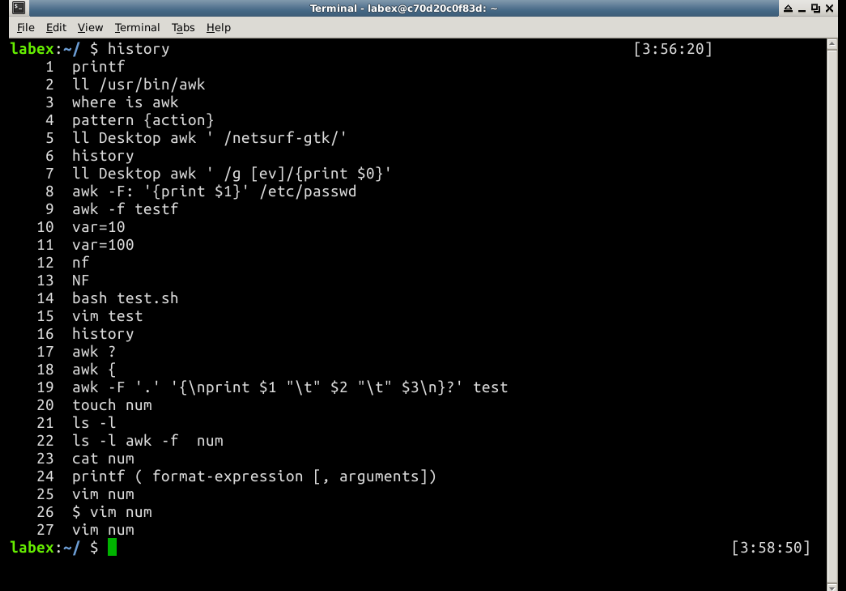 Terminal - labex@c70d20c0f83d: ~
File Edit View Terminal Tabs Help
labex:~/ $ history [3:56:20]
1 printf
2 ll /usr/bin/awk
3 where is awk
4 pattern {action}
5 ll Desktop awk ' /netsurf-gtk/'
6 history
7 ll Desktop awk ' /g [ev]/{print $0}'
8 awk -F: '{print $1}' /etc/passwd
9 awk -f testf
10 var=10
11 var=100
12 nf
13 NF
14 bash test.sh
15 vim test
16 history
17 awk ?
18 awk {
19 awk -F '.' '{\nprint $1 "\t" $2 "\t" $3\n}?' test
20 touch num
21 ls -l
22 ls -l awk -f  num
23 cat num
24 printf ( format-expression [, arguments])
25 vim num
26 $ vim num
27 vim num
labex:~/ $ [3:58:50]